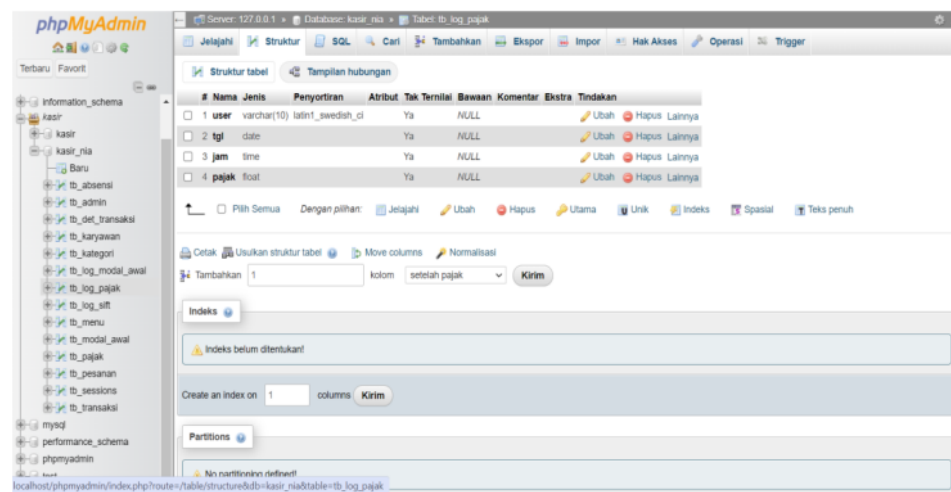 phpMyAdmin
Terbaru Favorit
information_schema
kasir
kasir
kasir_nia
Baru
tb_absensi
tb_admin
tb_det_transaksi
tb_karyawan
tb_kategori
tb_log_modal_awal
tb_log_pajak
tb_log_sift
tb_menu
tb_modal_awal
tb_pajak
tb_pesanan
tb_sessions
tb_transaksi
mysql
performance_schema
phpmyadmin
test
Server: 127.0.0.1 » Database: kasir_nia » Tabel: tb_log_pajak
Jelajahi Struktur SQL Cari Tambahkan Ekspor Impor Hak Akses Operasi Trigger
Struktur tabel Tampilan hubungan
# Nama Jenis Penyortiran Atribut Tak Ternilai Bawaan Komentar Ekstra Tindakan
1 user varchar(10) latin1_swedish_ci Ya NULL Ubah Hapus Lainnya
2 tgl date Ya NULL Ubah Hapus Lainnya
3 jam time Ya NULL Ubah Hapus Lainnya
4 pajak float Ya NULL Ubah Hapus Lainnya
Pilih Semua Dengan pilihan: Jelajahi Ubah Hapus Utama Unik Indeks Spasial Teks penuh
Cetak Usulkan struktur tabel Move columns Normalisasi
Tambahkan 1 kolom setelah pajak Kirim
Indeks
Indeks belum ditentukan!
Create an index on 1 columns Kirim
Partitions
No partitioning defined!
localhost/phpmyadmin/index.php?route=/table/structure&db=kasir_nia&table=tb_log_pajak